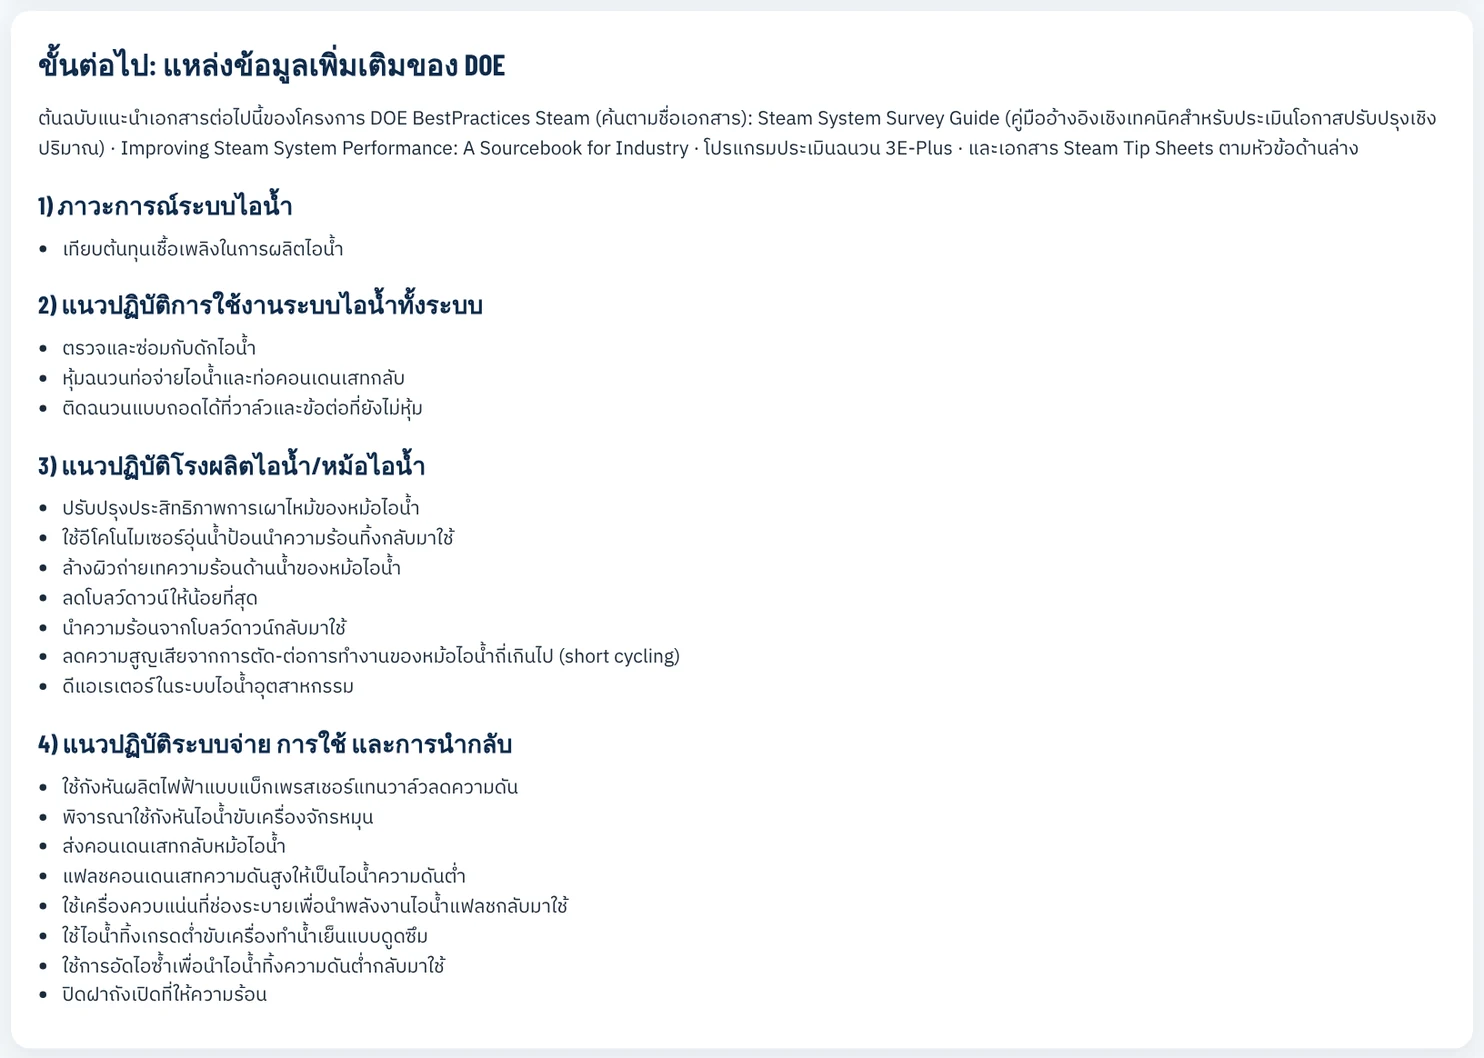 ขั้นต่อไป: แหล่งข้อมูลเพิ่มเติมของ DOE
ต้นฉบับแนะนำเอกสารต่อไปนี้ของโครงการ DOE BestPractices Steam (ค้นตามชื่อเอกสาร): Steam System Survey Guide (คู่มืออ้างอิงเชิงเทคนิคสำหรับประเมินโอกาสปรับปรุงเชิง
ปริมาณ) · Improving Steam System Performance: A Sourcebook for Industry · โปรแกรมประเมินฉนวน 3E-Plus · และเอกสาร Steam Tip Sheets ตามหัวข้อด้านล่าง
1) ภาวะการณ์ระบบไอน้ำ
• เทียบต้นทุนเชื้อเพลิงในการผลิตไอน้ำ
2) แนวปฏิบัติการใช้งานระบบไอน้ำทั้งระบบ
• ตรวจและซ่อมกับดักไอน้ำ
• หุ้มฉนวนท่อจ่ายไอน้ำและท่อคอนเดนเสทกลับ
• ติดฉนวนแบบถอดได้ที่วาล์วและข้อต่อที่ยังไม่หุ้ม
3) แนวปฏิบัติโรงผลิตไอน้ำ/หม้อไอน้ำ
• ปรับปรุงประสิทธิภาพการเผาไหม้ของหม้อไอน้ำ
• ใช้อีโคโนไมเซอร์อุ่นน้ำป้อนนำความร้อนทิ้งกลับมาใช้
• ล้างผิวถ่ายเทความร้อนด้านน้ำของหม้อไอน้ำ
• ลดโบลว์ดาวน์ให้น้อยที่สุด
• นำความร้อนจากโบลว์ดาวน์กลับมาใช้
• ลดความสูญเสียจากการตัด-ต่อการทำงานของหม้อไอน้ำถี่เกินไป (short cycling)
• ดีแอเรเตอร์ในระบบไอน้ำอุตสาหกรรม
4) แนวปฏิบัติระบบจ่าย การใช้ และการนำกลับ
• ใช้กังหันผลิตไฟฟ้าแบบแบ็กเพรสเชอร์แทนวาล์วลดความดัน
• พิจารณาใช้กังหันไอน้ำขับเครื่องจักรหมุน
• ส่งคอนเดนเสทกลับหม้อไอน้ำ
• แฟลชคอนเดนเสทความดันสูงให้เป็นไอน้ำความดันต่ำ
• ใช้เครื่องควบแน่นที่ช่องระบายเพื่อนำพลังงานไอน้ำแฟลชกลับมาใช้
• ใช้ไอน้ำทิ้งเกรดต่ำขับเครื่องทำน้ำเย็นแบบดูดซึม
• ใช้การอัดไอซ้ำเพื่อนำไอน้ำทิ้งความดันต่ำกลับมาใช้
• ปิดฝาถังเปิดที่ให้ความร้อน